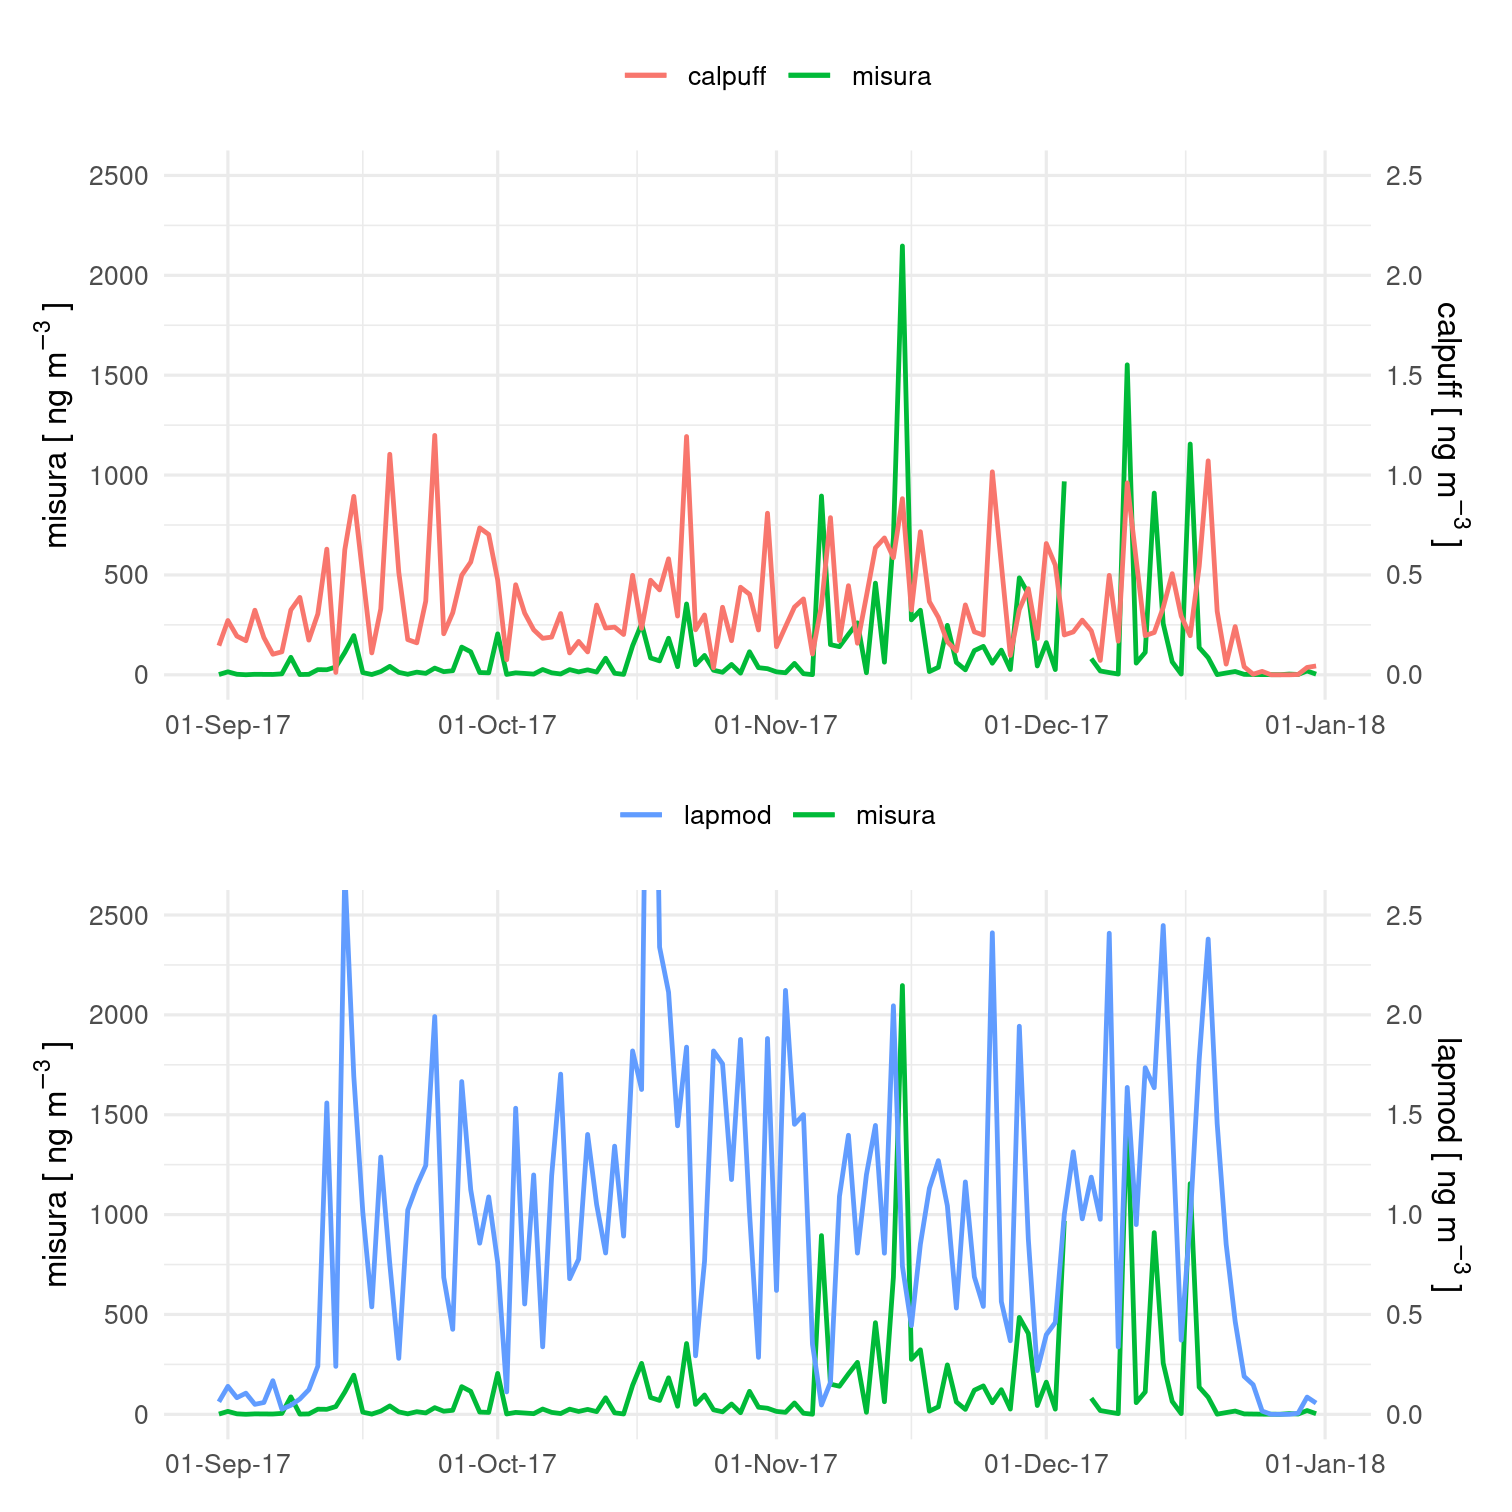 calpuff misura
2500 2.5
2000 2.0
1500 1.5
1000 1.0
500 0.5
0 0.0
misura [ ng m⁻³ ]
calpuff [ ng m⁻³ ]
01-Sep-17 01-Oct-17 01-Nov-17 01-Dec-17 01-Jan-18
lapmod misura
2500 2.5
2000 2.0
1500 1.5
1000 1.0
500 0.5
0 0.0
misura [ ng m⁻³ ]
lapmod [ ng m⁻³ ]
01-Sep-17 01-Oct-17 01-Nov-17 01-Dec-17 01-Jan-18